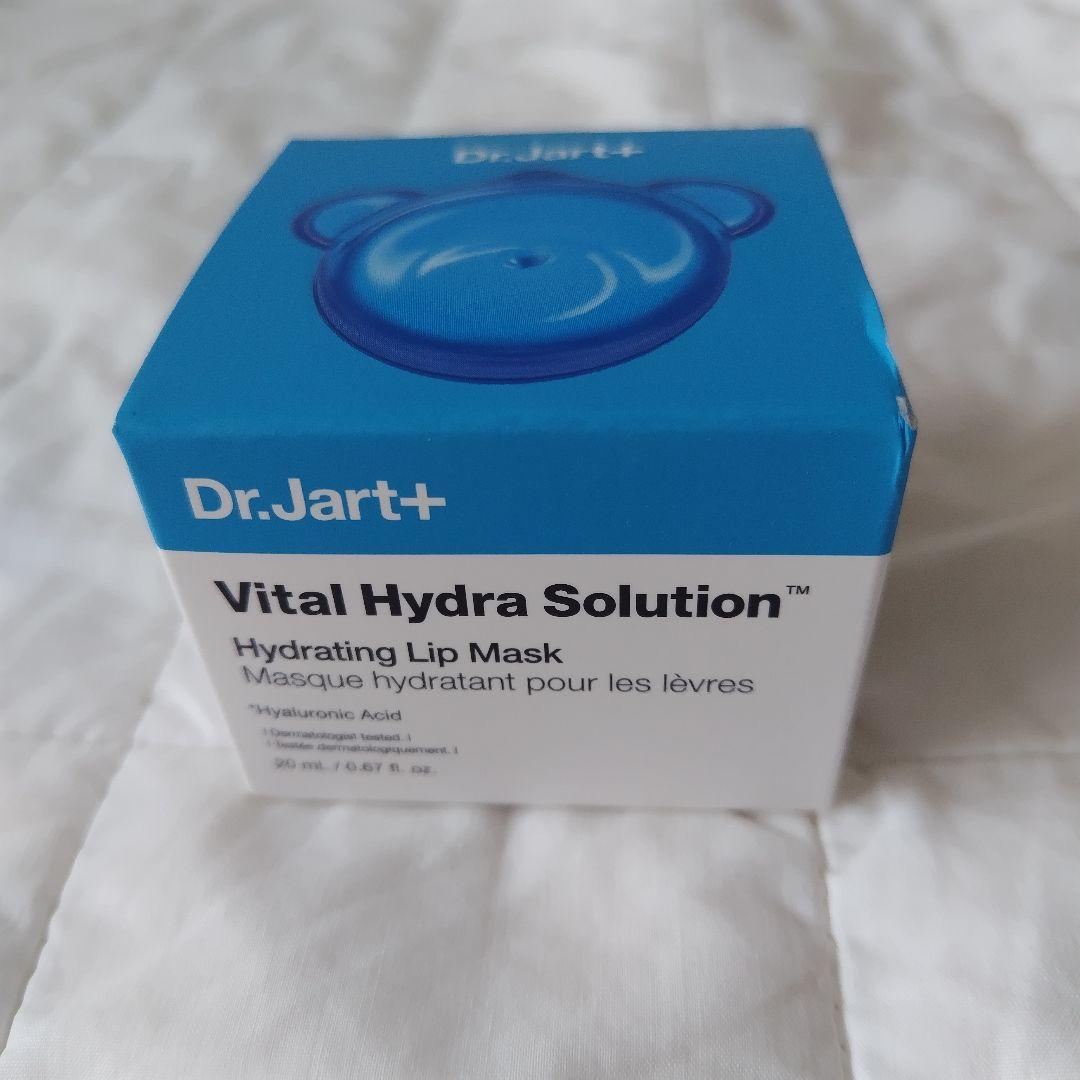 Dr.Jart+
Dr.Jart+
Vital Hydra Solution™
Hydrating Lip Mask
Masque hydratant pour les lèvres
*Hyaluronic Acid
| Dermatologist tested. |
| Testée dermatologiquement. |
20 mL / 0.67 fl. oz.